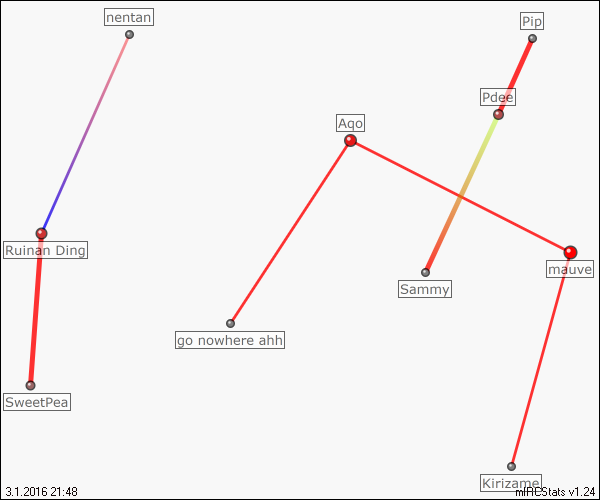 nentan
Pip
Pdee
Aqo
Ruinan Ding
mauve
Sammy
go nowhere ahh
SweetPea
Kirizame
3.1.2016 21:48
mIRCStats v1.24